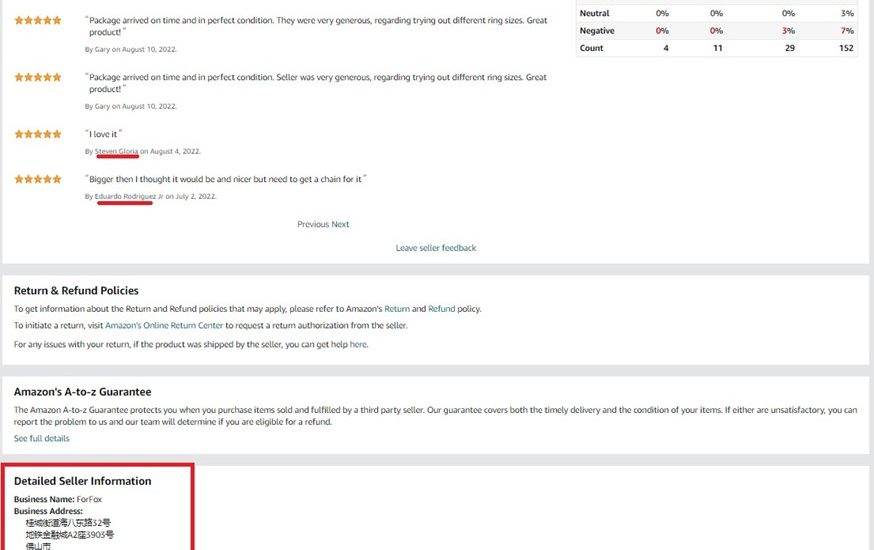 “Package arrived on time and in perfect condition. They were very generous, regarding trying out different ring sizes. Great
product!”
By Gary on August 10, 2022.
“Package arrived on time and in perfect condition. Seller was very generous, regarding trying out different ring sizes. Great
product!”
By Gary on August 10, 2022.
“I love it”
By Steven Gloria on August 4, 2022.
“Bigger then I thought it would be and nicer but need to get a chain for it”
By Eduardo Rodriguez Jr on July 2, 2022.
Previous Next
Leave seller feedback
Neutral 0% 0% 0% 3%
Negative 0% 0% 3% 7%
Count 4 11 29 152
Return & Refund Policies
To get information about the Return and Refund policies that may apply, please refer to Amazon's Return and Refund policy.
To initiate a return, visit Amazon's Online Return Center to request a return authorization from the seller.
For any issues with your return, if the product was shipped by the seller, you can get help here.
Amazon's A-to-z Guarantee
The Amazon A-to-z Guarantee protects you when you purchase items sold and fulfilled by a third party seller. Our guarantee covers both the timely delivery and the condition of your items. If either are unsatisfactory, you can
report the problem to us and our team will determine if you are eligible for a refund.
See full details
Detailed Seller Information
Business Name: ForFox
Business Address:
桂城街道海八东路32号
地铁金融城A2座3903号
佛山市